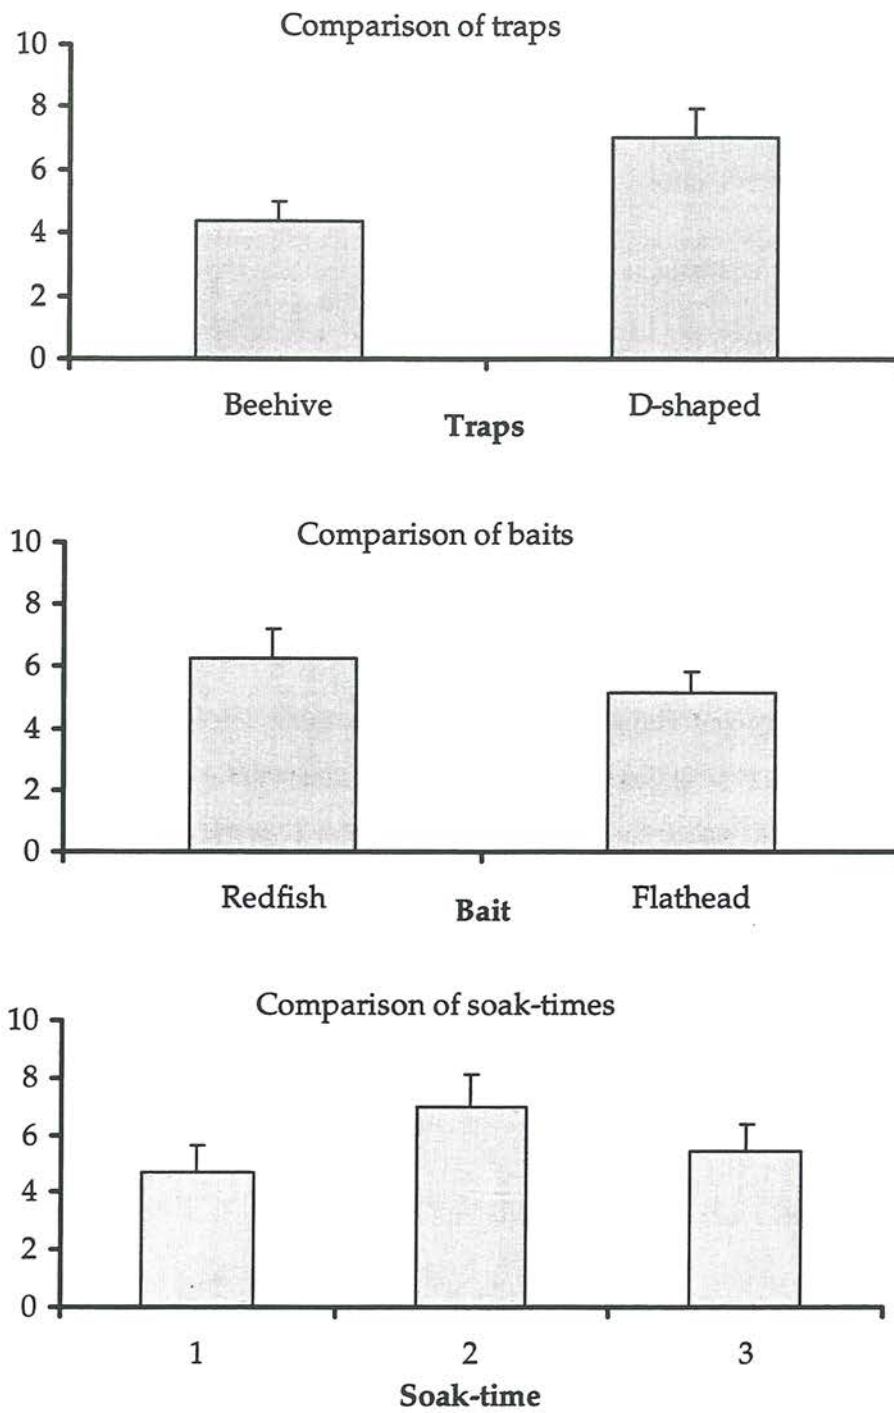 Comparison of traps
10
8
6
4
2
0
Beehive
D-shaped
Traps
Comparison of baits
10
8
6
4
2
0
Redfish
Flathead
Bait
Comparison of soak-times
10
8
6
4
2
0
1
2
3
Soak-time